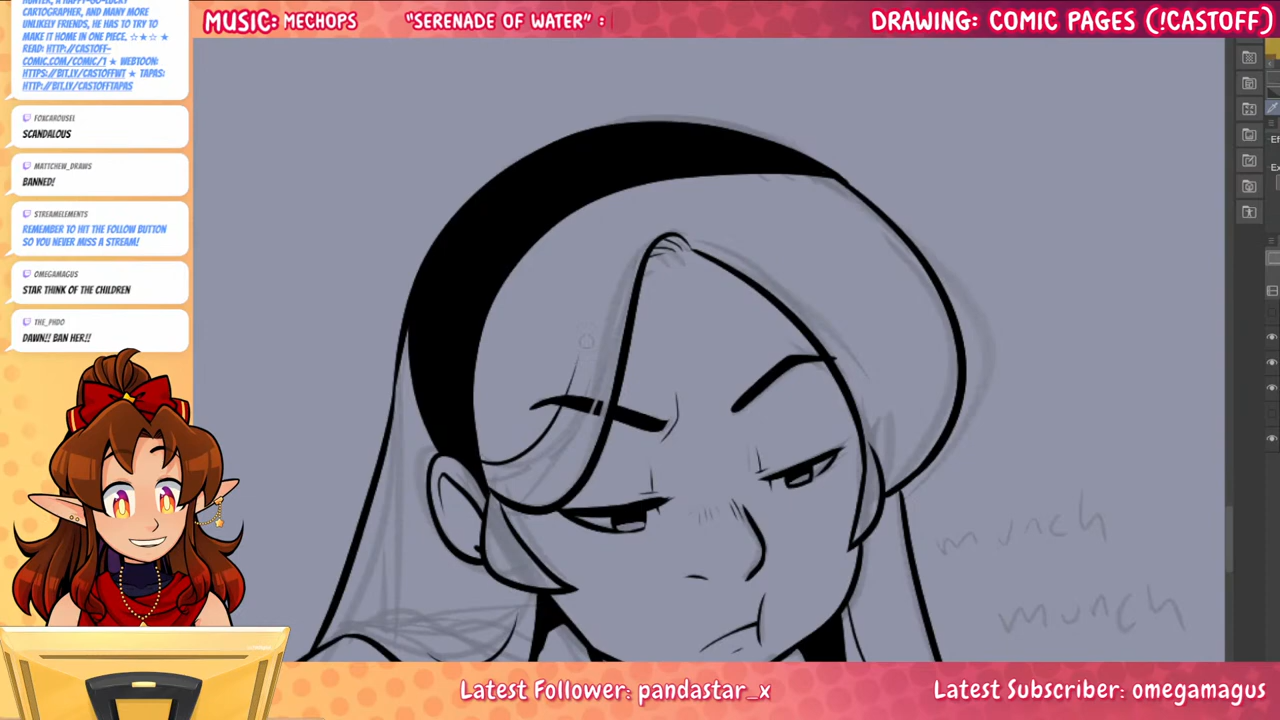 MUSIC: MECHOPS "SERENADE OF WATER" :
DRAWING: COMIC PAGES (!CASTOFF)
CARTOGRAPHER, AND MANY MORE
UNLIKELY FRIENDS, HE HAS TO TRY TO
MAKE IT HOME IN ONE PIECE. ☆★☆ ★
READ: HTTP://CASTOFF-
COMIC.COM/COMIC/1 ★ WEBTOON:
HTTPS://BIT.LY/CASTOFFWT ★ TAPAS:
HTTP://BIT.LY/CASTOFFTAPAS
FOXCAROUSEL
SCANDALOUS
MATTCHEW_DRAWS
BANNED!
STREAMELEMENTS
REMEMBER TO HIT THE FOLLOW BUTTON
SO YOU NEVER MISS A STREAM!
OMEGAMAGUS
STAR THINK OF THE CHILDREN
THE_PHDO
DAWN!! BAN HER!!
munch
munch
Latest Follower: pandastar_x
Latest Subscriber: omegamagus